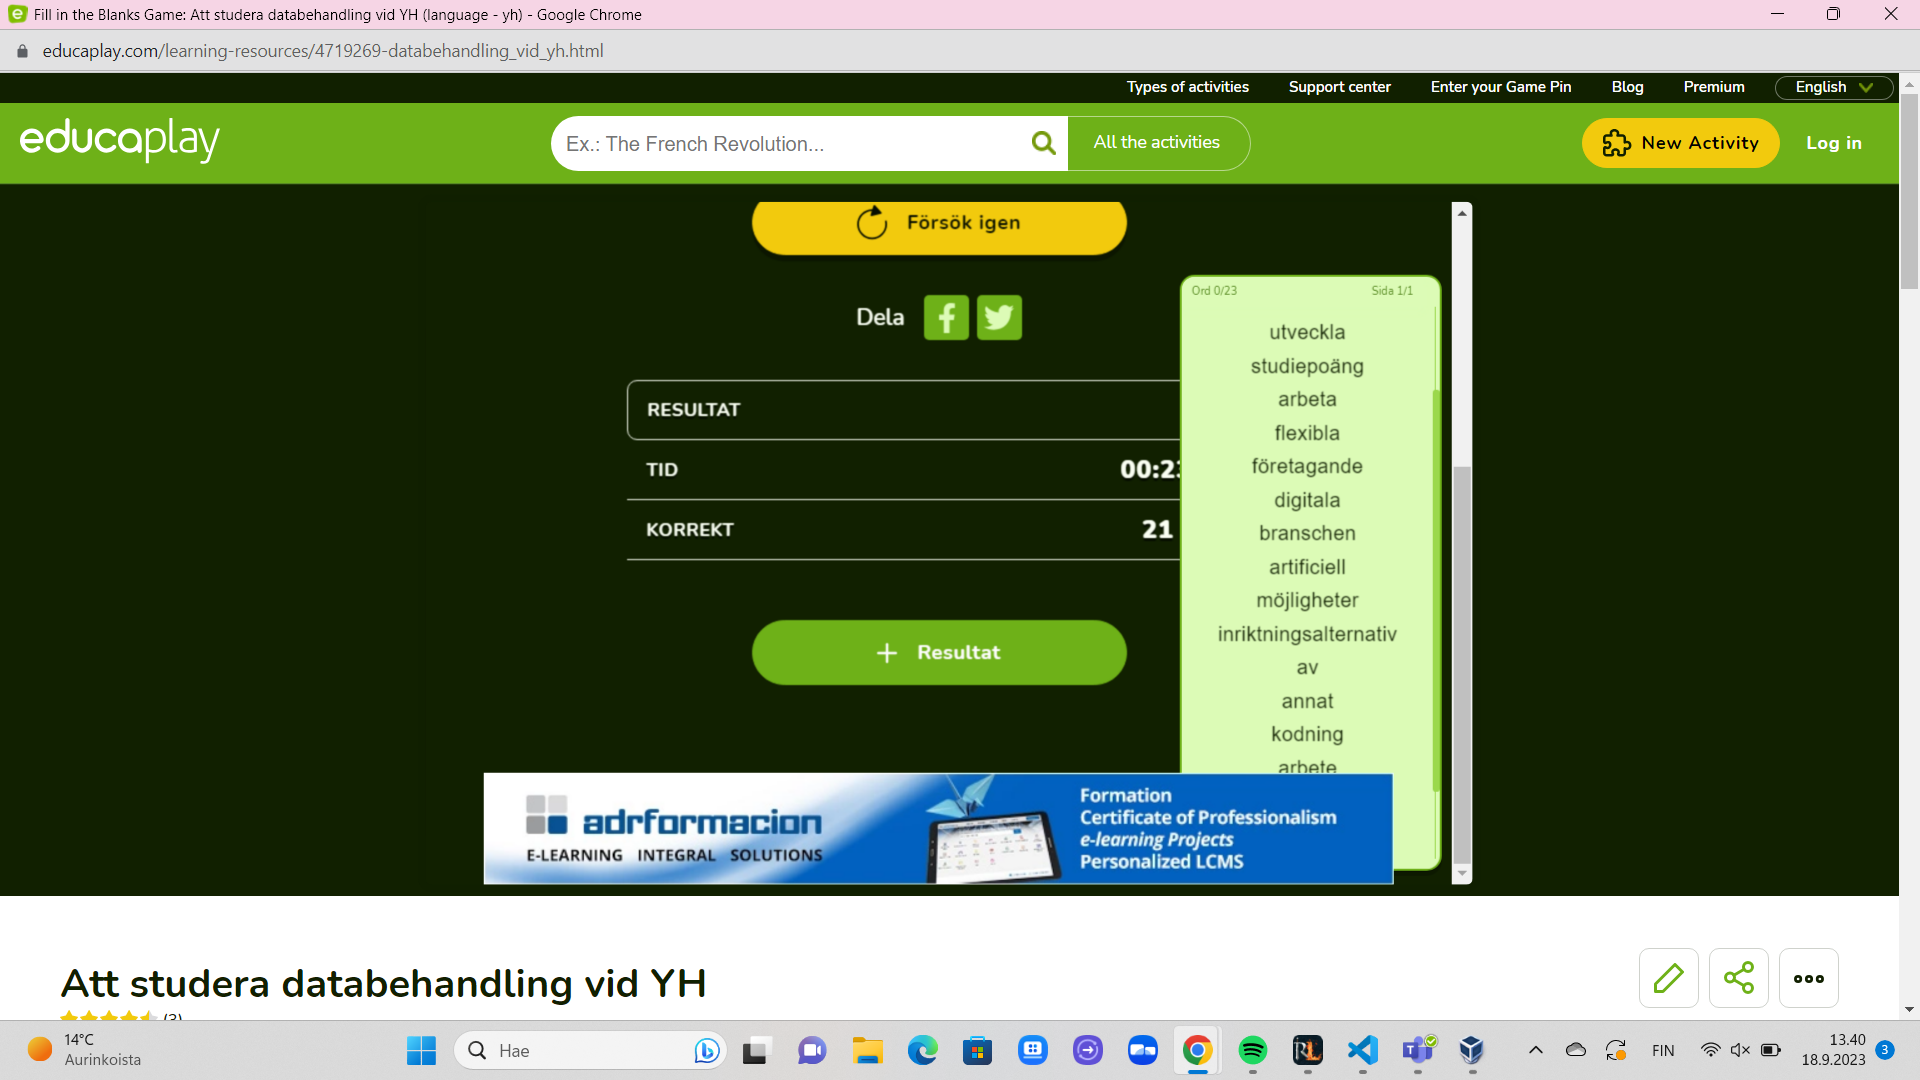 Fill in the Blanks Game: Att studera databehandling vid YH (language - yh) - Google Chrome
educaplay.com/learning-resources/4719269-databehandling_vid_yh.html
Types of activities Support center Enter your Game Pin Blog Premium English
educaplay
Ex.: The French Revolution...
All the activities
New Activity
Log in
Försök igen
Dela
Ord 0/23 Sida 1/1
utveckla
studiepoäng
arbeta
flexibla
företagande
digitala
branschen
artificiell
möjligheter
inriktningsalternativ
av
annat
kodning
arbete
RESULTAT
TID 00:23
KORREKT 21
+ Resultat
adrformacion
E-LEARNING INTEGRAL SOLUTIONS
Formation
Certificate of Professionalism
e-learning Projects
Personalized LCMS
Att studera databehandling vid YH
(3)
14°C
Aurinkoista
Hae
FIN
13.40
18.9.2023
3